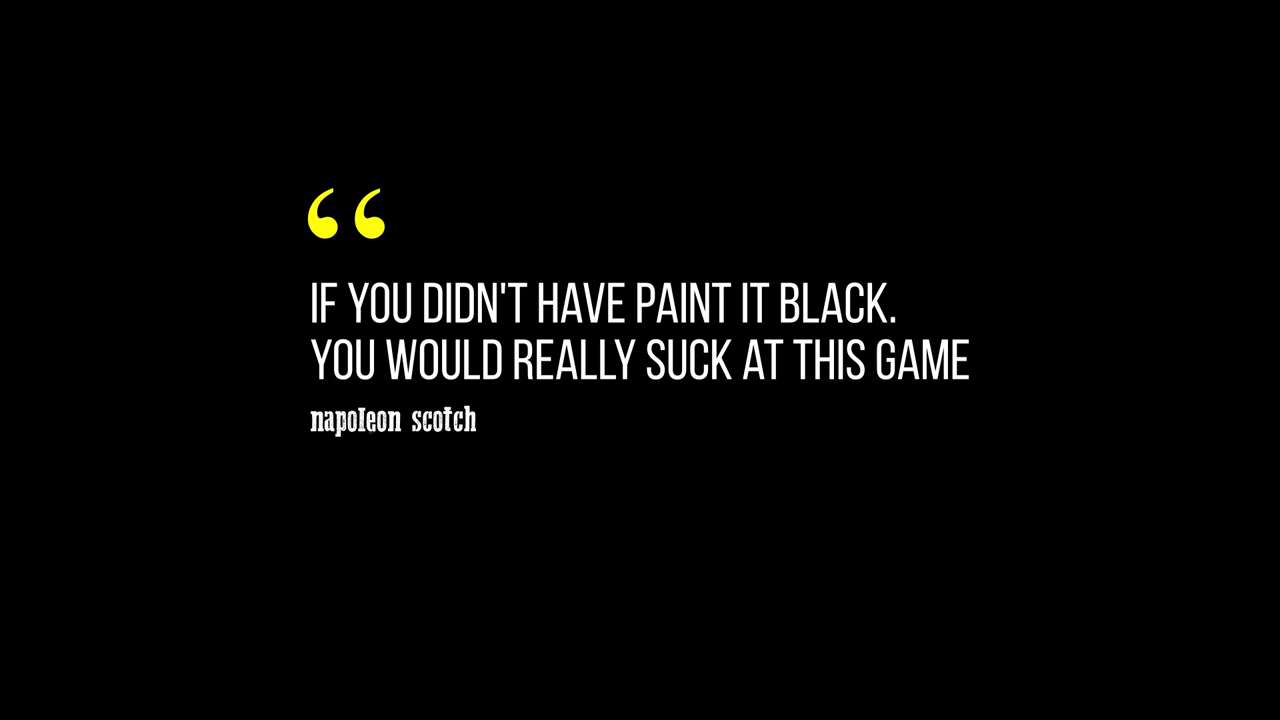 “
IF YOU DIDN'T HAVE PAINT IT BLACK.
YOU WOULD REALLY SUCK AT THIS GAME
napoleon scotch